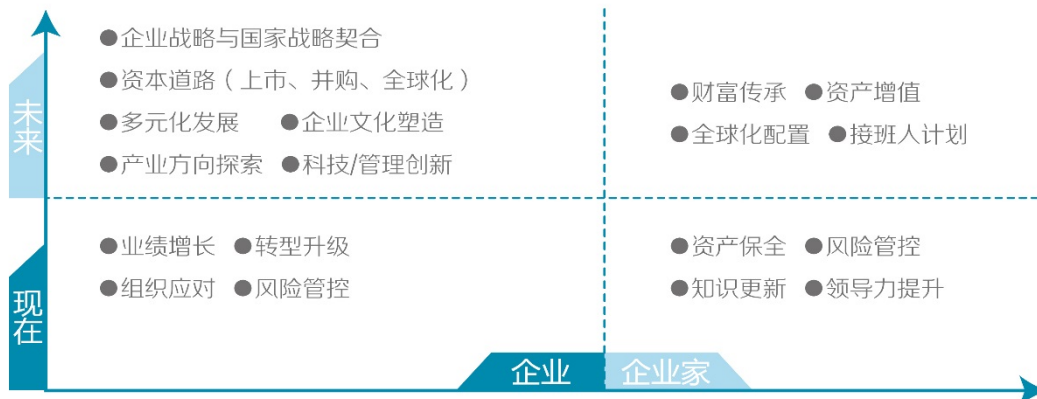 ●企业战略与国家战略契合
●资本道路（上市、并购、全球化）
●多元化发展 ●企业文化塑造
●产业方向探索 ●科技/管理创新
●财富传承 ●资产增值
●全球化配置 ●接班人计划
未来
●业绩增长 ●转型升级
●组织应对 ●风险管控
●资产保全 ●风险管控
●知识更新 ●领导力提升
现在
企业 企业家